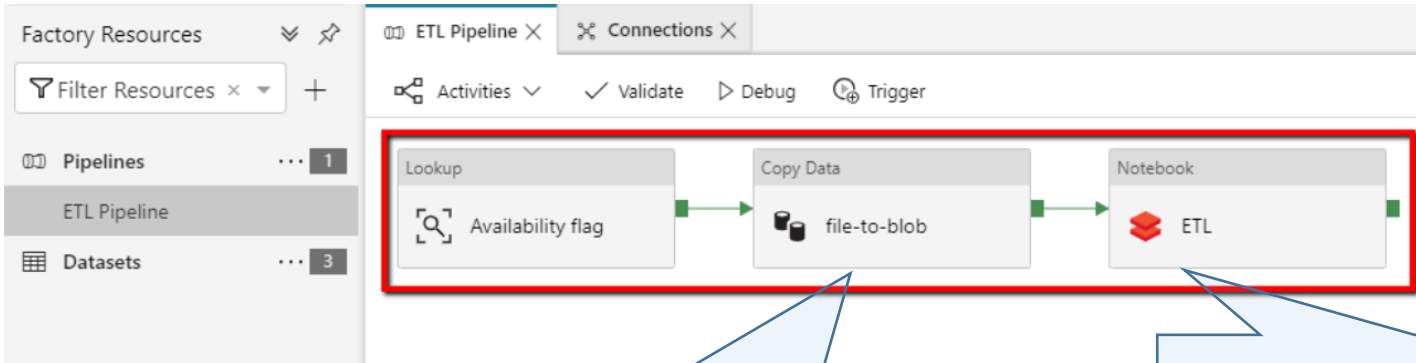 Factory Resources
ETL Pipeline
Connections
Filter Resources
Activities
Validate
Debug
Trigger
Pipelines
1
ETL Pipeline
Datasets
3
Lookup
Availability flag
Copy Data
file-to-blob
Notebook
ETL